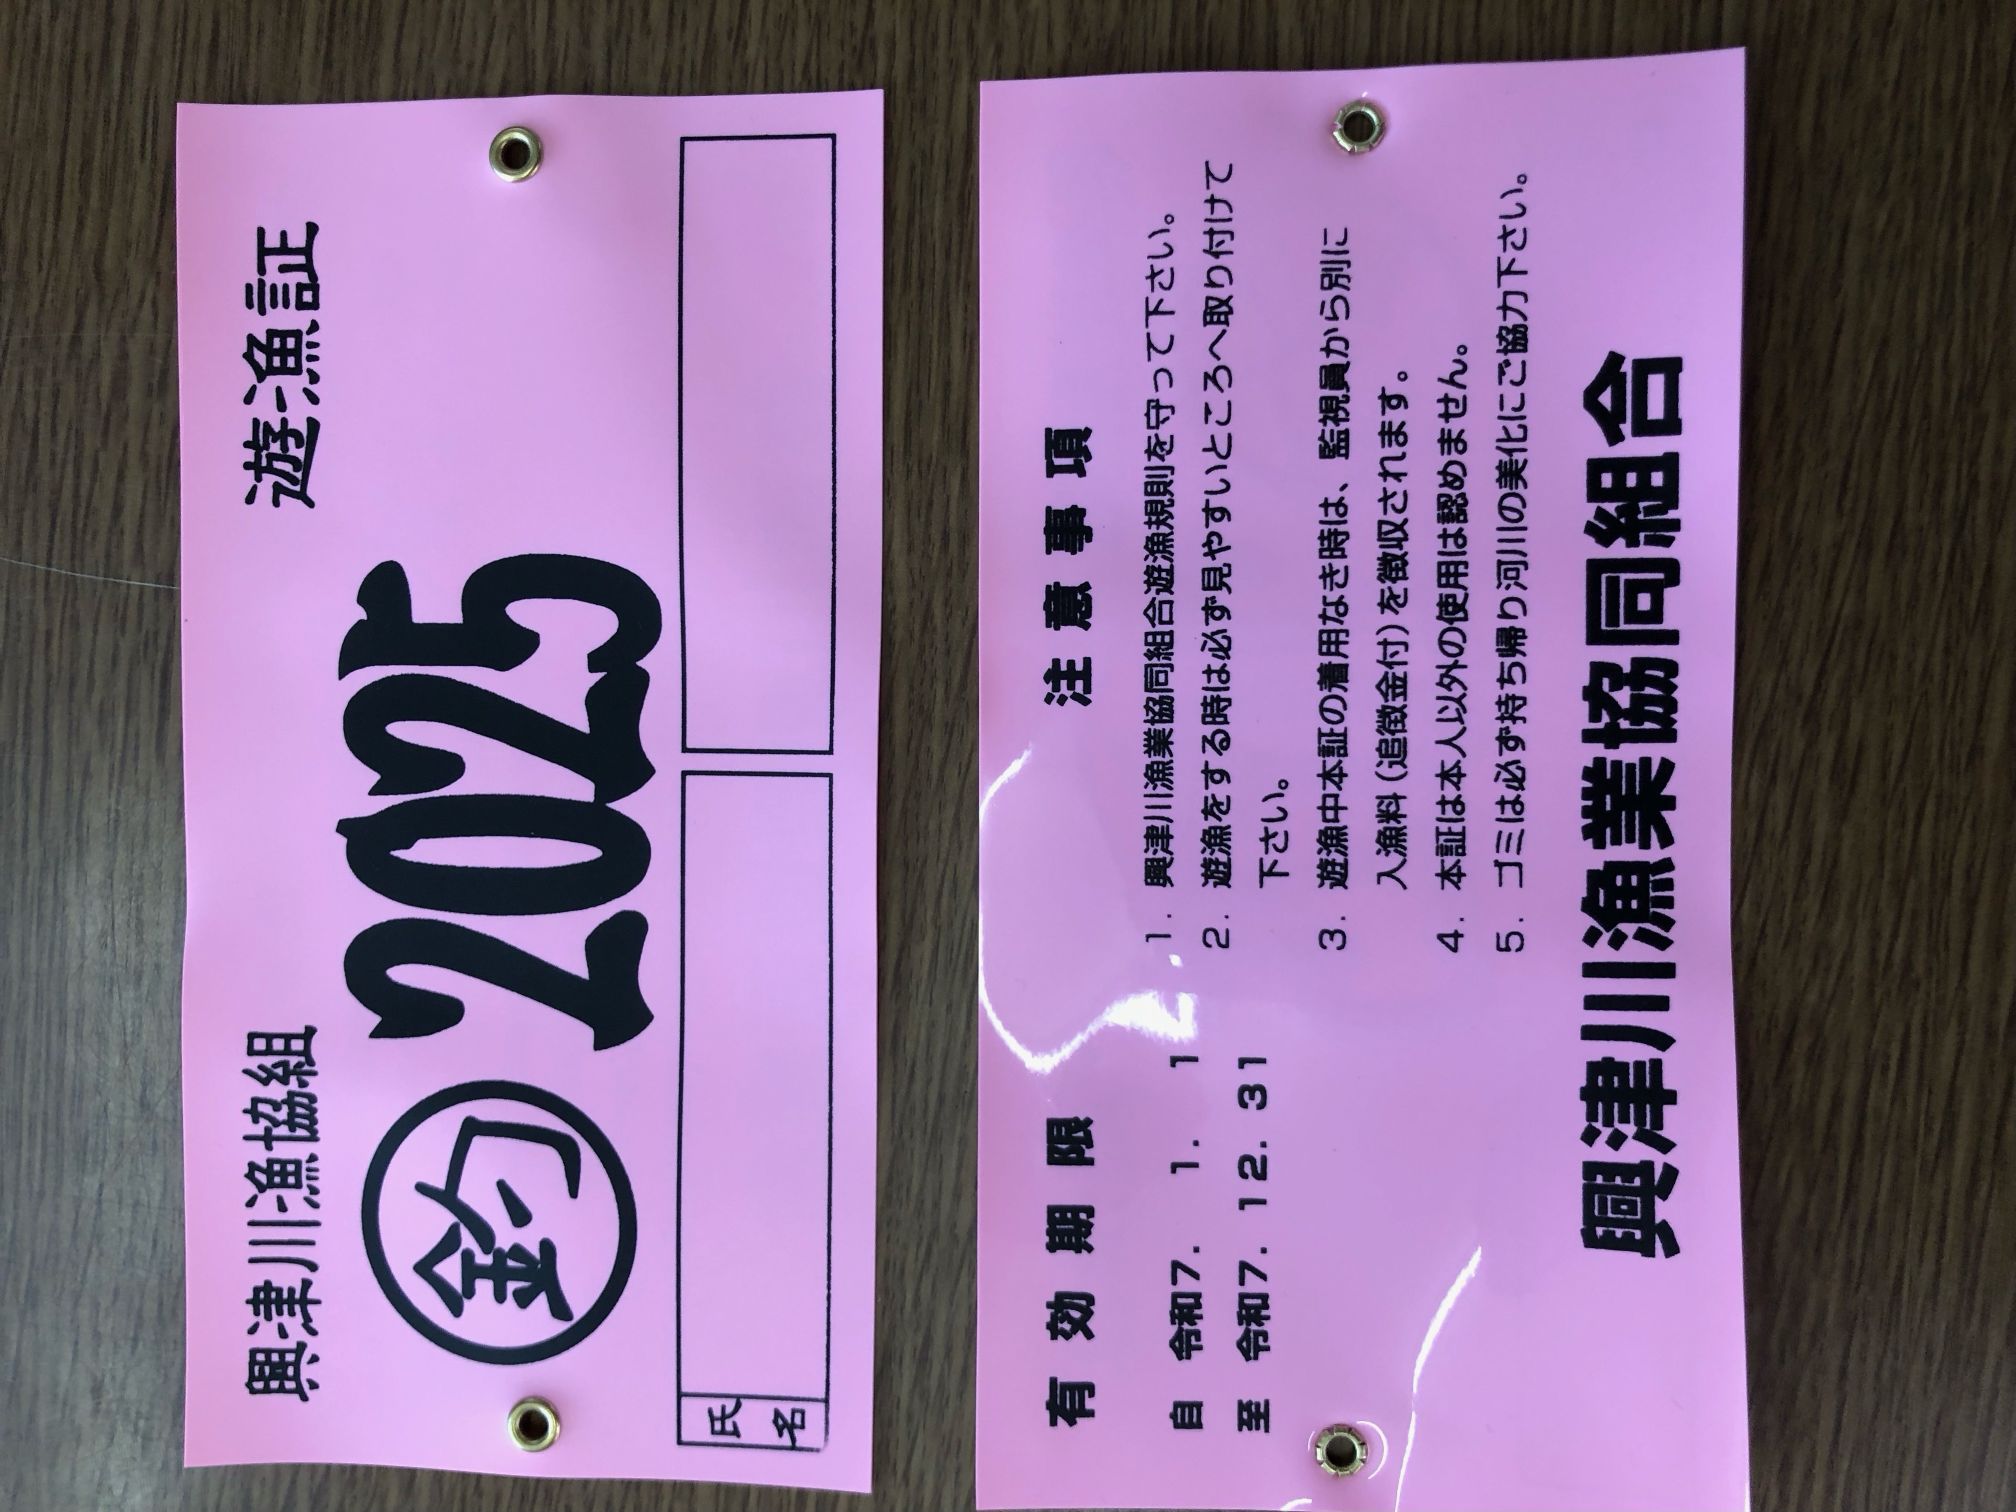 興津川漁協組 遊漁証
釣 2025
氏名
有効期限
自 令和7. 1. 1
至 令和7. 12. 31
注意事項
1. 興津川漁業協同組合遊漁規則を守って下さい。
2. 遊漁をする時は必ず見やすいところへ取り付けて
下さい。
3. 遊漁中本証の着用なき時は、監視員から別に
入漁料(追徴金付)を徴収されます。
4. 本証は本人以外の使用は認めません。
5. ゴミは必ず持ち帰り河川の美化にご協力下さい。
興津川漁業協同組合